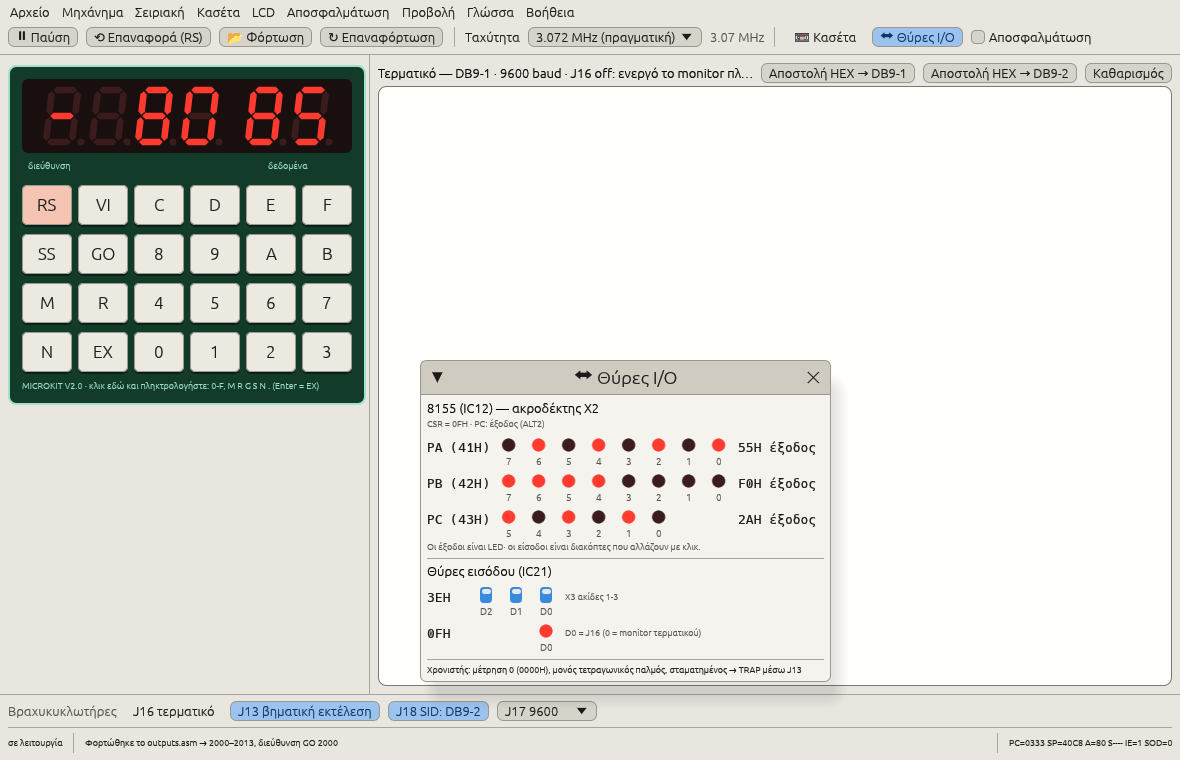 Αρχείο Μηχάνημα Σειριακή Κασέτα LCD Αποσφαλμάτωση Προβολή Γλώσσα Βοήθεια
Παύση Επαναφορά (RS) Φόρτωση Επαναφόρτωση Ταχύτητα 3.072 MHz (πραγματική) 3.07 MHz Κασέτα Θύρες I/O Αποσφαλμάτωση
- 80 85
διεύθυνση δεδομένα
RS VI C D E F
SS GO 8 9 A B
M R 4 5 6 7
N EX 0 1 2 3
MICROKIT V2.0 · κλικ εδώ και πληκτρολογήστε: 0-F, M R G S N . (Enter = EX)
Τερματικό — DB9-1 · 9600 baud · J16 off: ενεργό το monitor πλ… Αποστολή HEX → DB9-1 Αποστολή HEX → DB9-2 Καθαρισμός
Θύρες I/O
8155 (IC12) — ακροδέκτης X2
CSR = 0FH · PC: έξοδος (ALT2)
PA (41H) 55H έξοδος
7 6 5 4 3 2 1 0
PB (42H) F0H έξοδος
7 6 5 4 3 2 1 0
PC (43H) 2AH έξοδος
5 4 3 2 1 0
Οι έξοδοι είναι LED· οι είσοδοι είναι διακόπτες που αλλάζουν με κλικ.
Θύρες εισόδου (IC21)
3EH X3 ακίδες 1-3
D2 D1 D0
0FH D0 = J16 (0 = monitor τερματικού)
D0
Χρονιστής: μέτρηση 0 (0000H), μονός τετραγωνικός παλμός, σταματημένος → TRAP μέσω J13
Βραχυκυκλωτήρες J16 τερματικό J13 βηματική εκτέλεση J18 SID: DB9-2 J17 9600
σε λειτουργία Φορτώθηκε το outputs.asm → 2000–2013, διεύθυνση GO 2000 PC=0333 SP=40C8 A=80 S---- IE=1 SOD=0